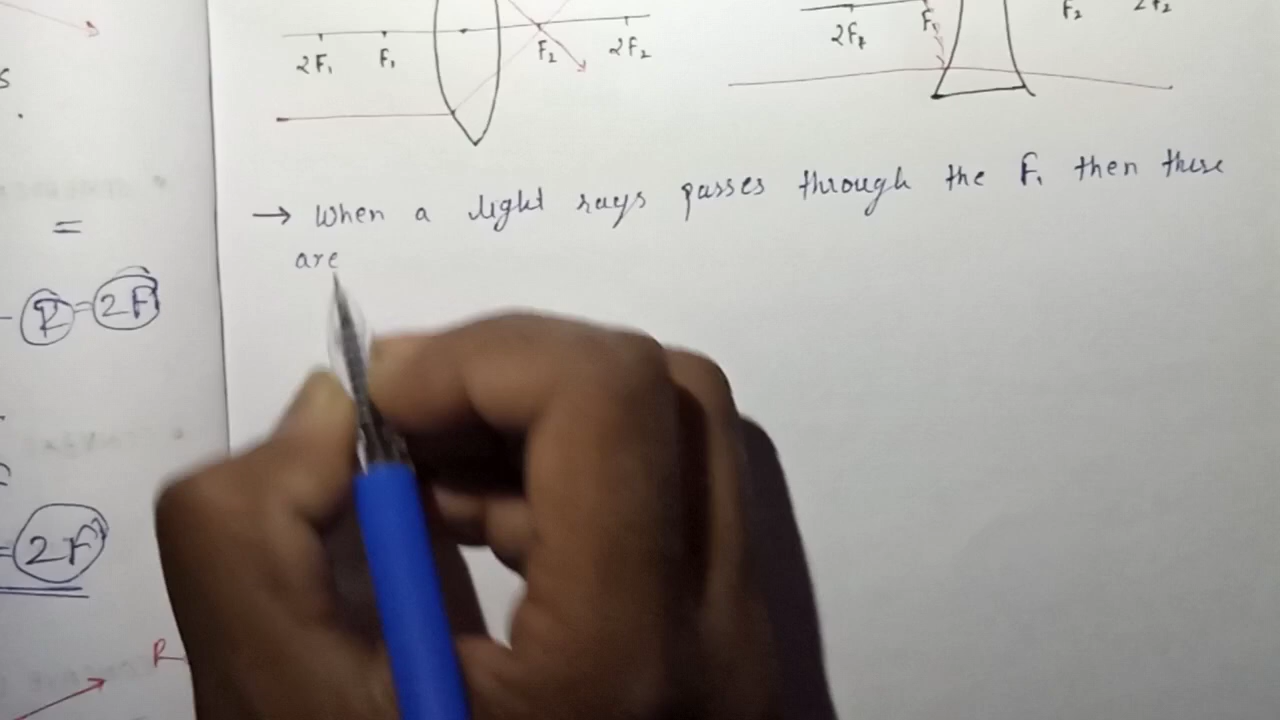 2F₁ F₁ F₂ 2F₂
2F₁ F₁ F₂ 2F₂
→ When a light rays passes through the F₁ then these
are
=
R = 2F
= 2F
R